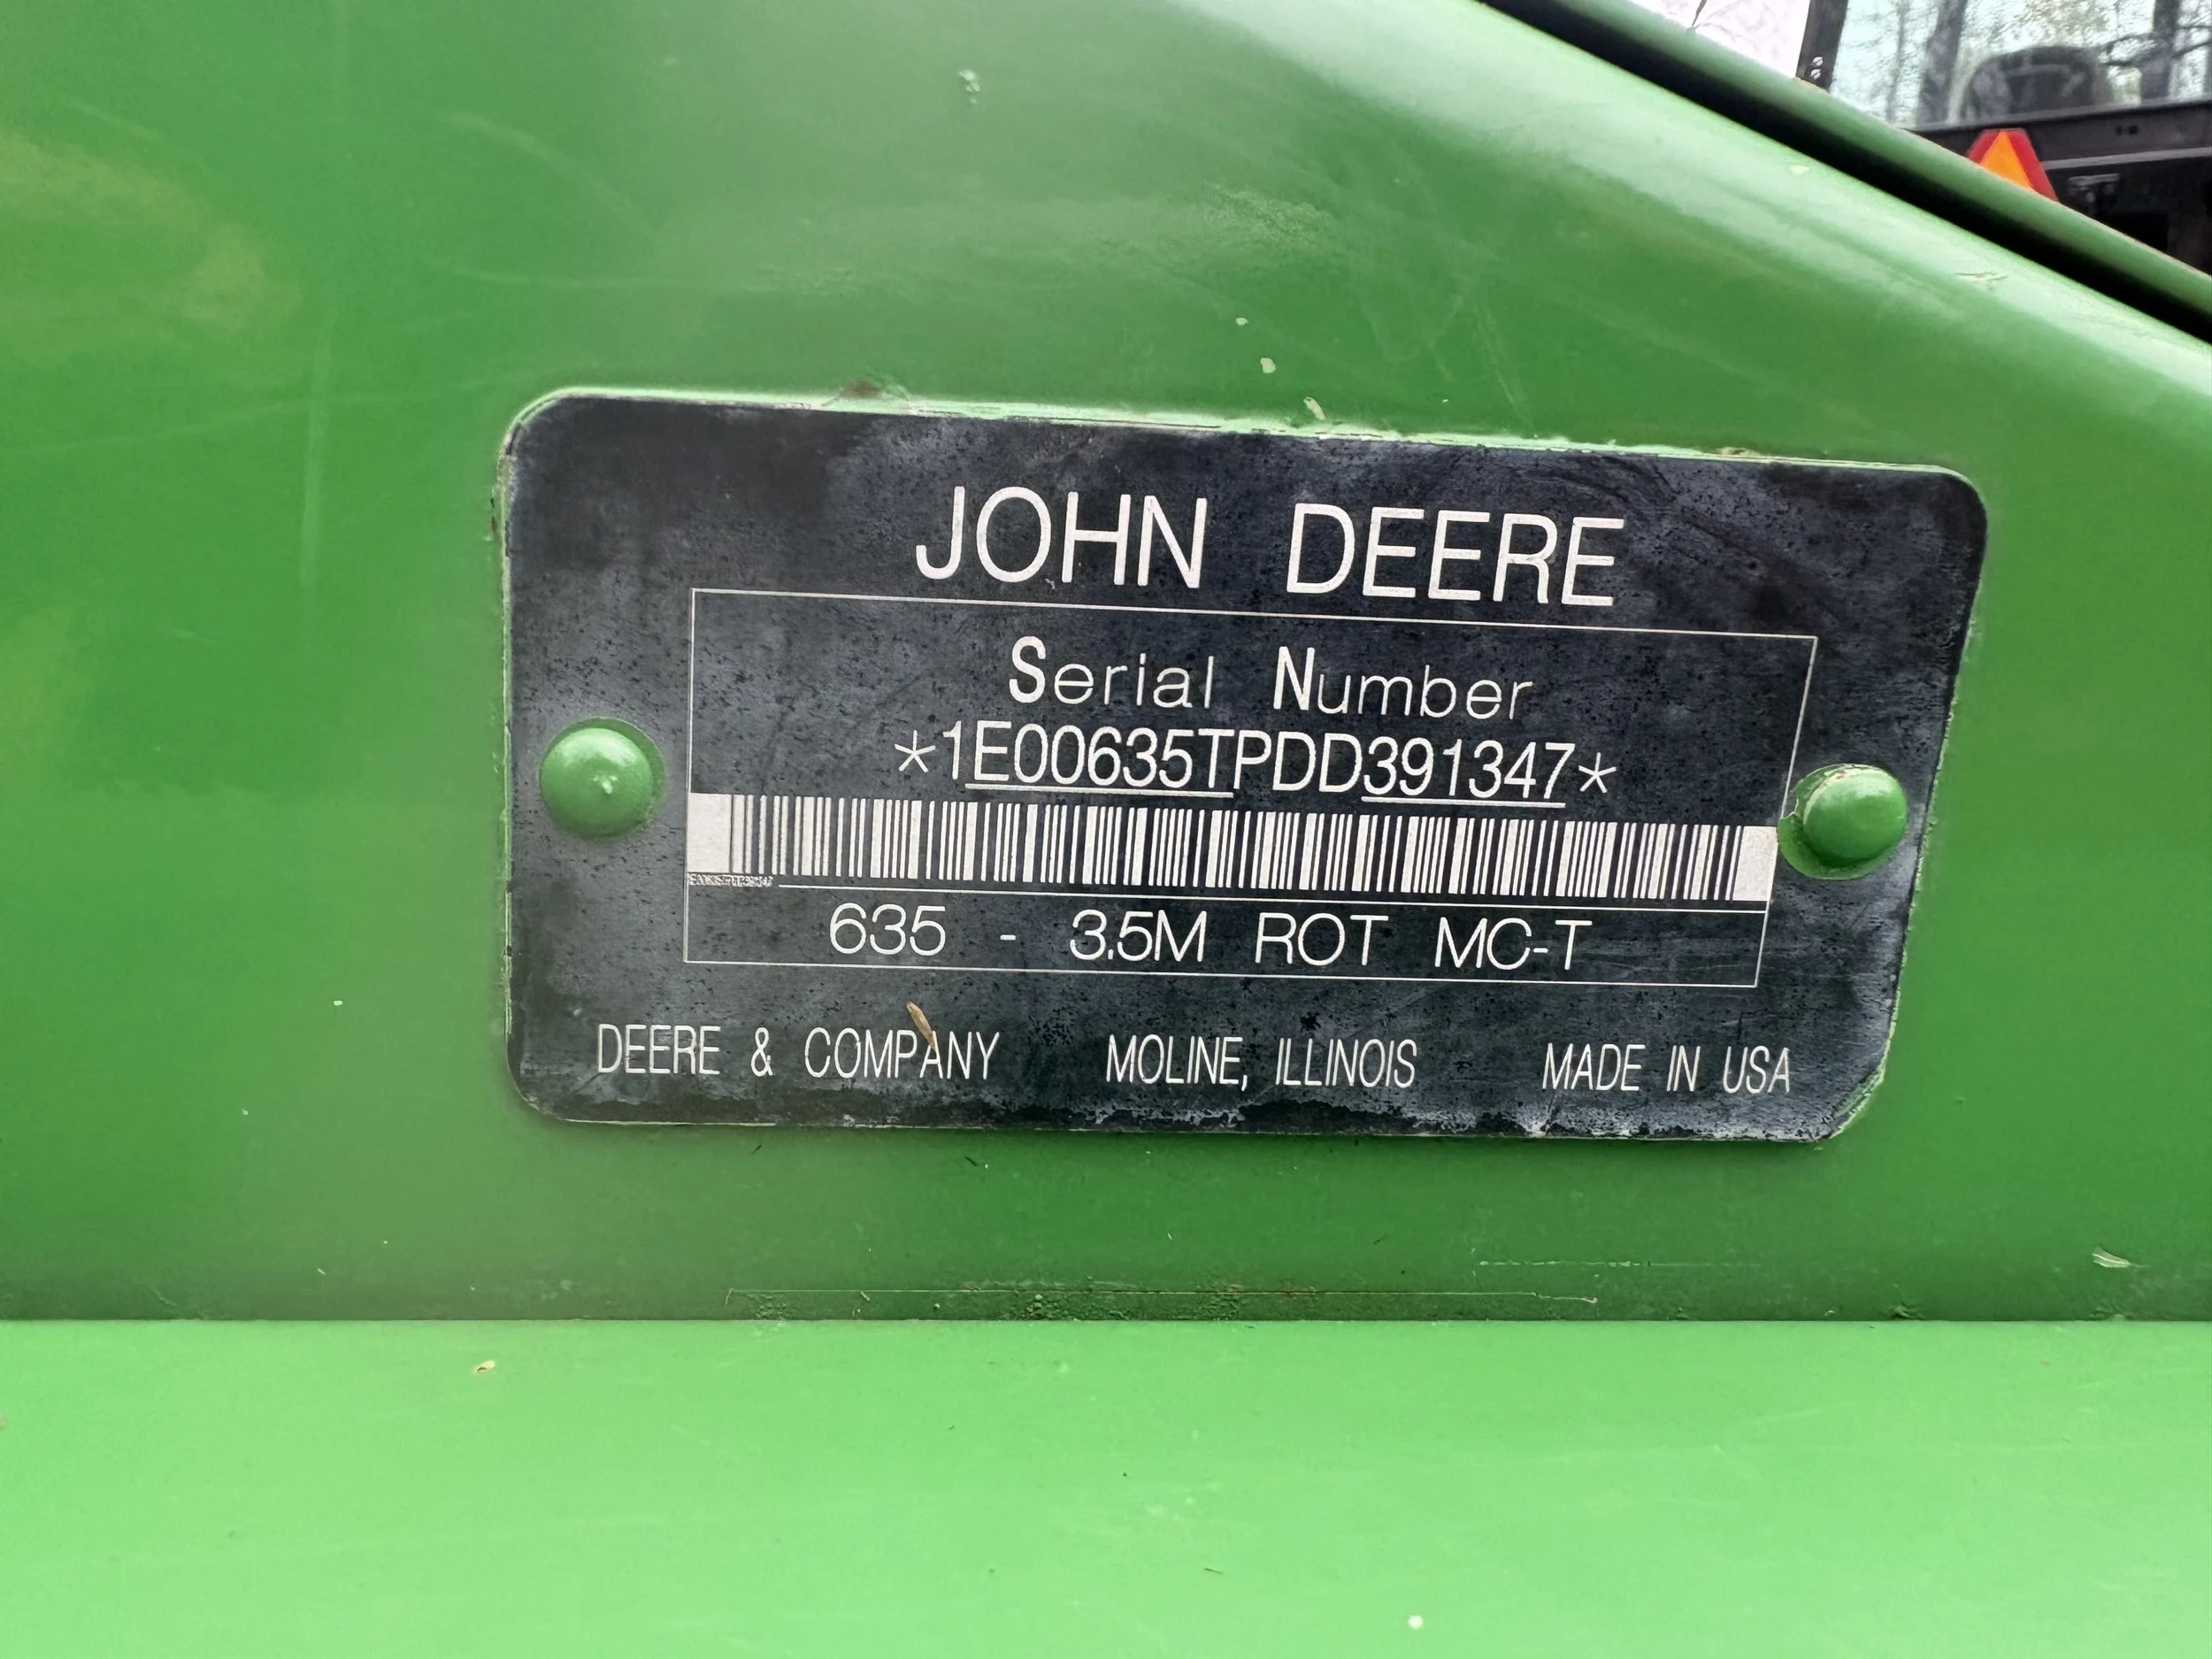 JOHN DEERE
Serial Number
*1E00635TPDD391347*
635 - 3.5M ROT MC-T
DEERE & COMPANY MOLINE, ILLINOIS MADE IN USA